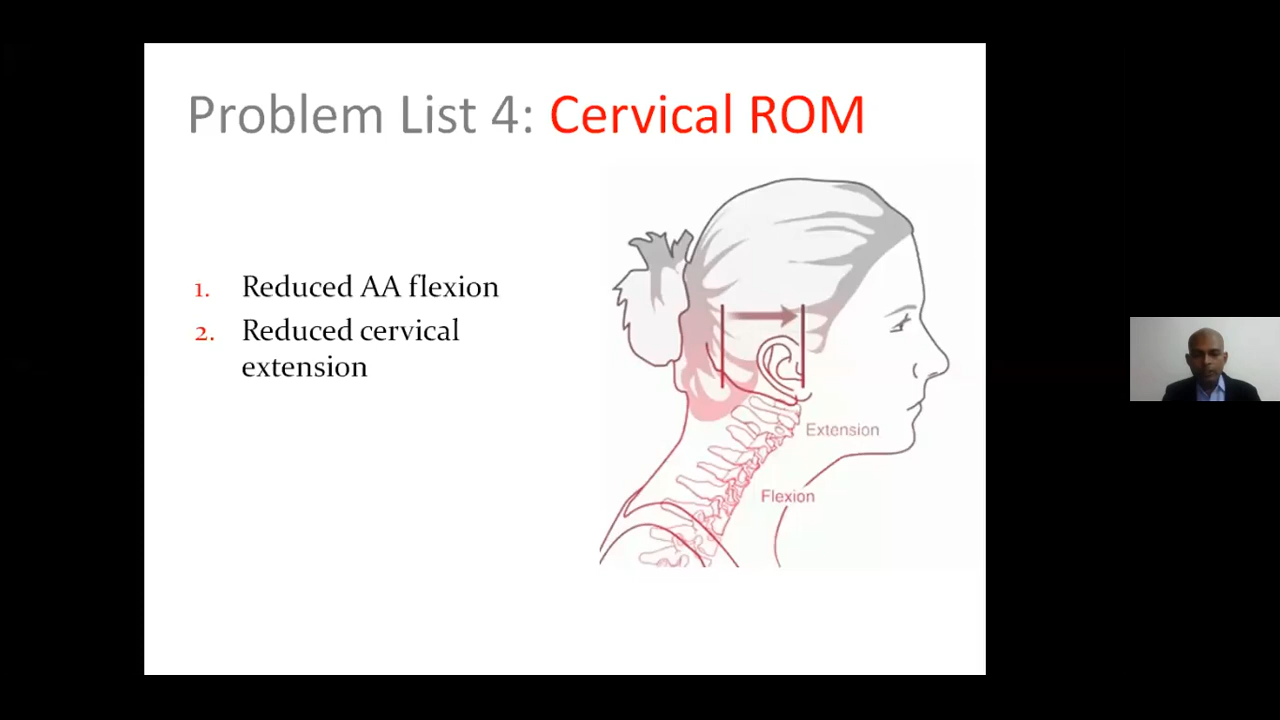 Problem List 4: Cervical ROM
1. Reduced AA flexion
2. Reduced cervical
extension
Extension
Flexion